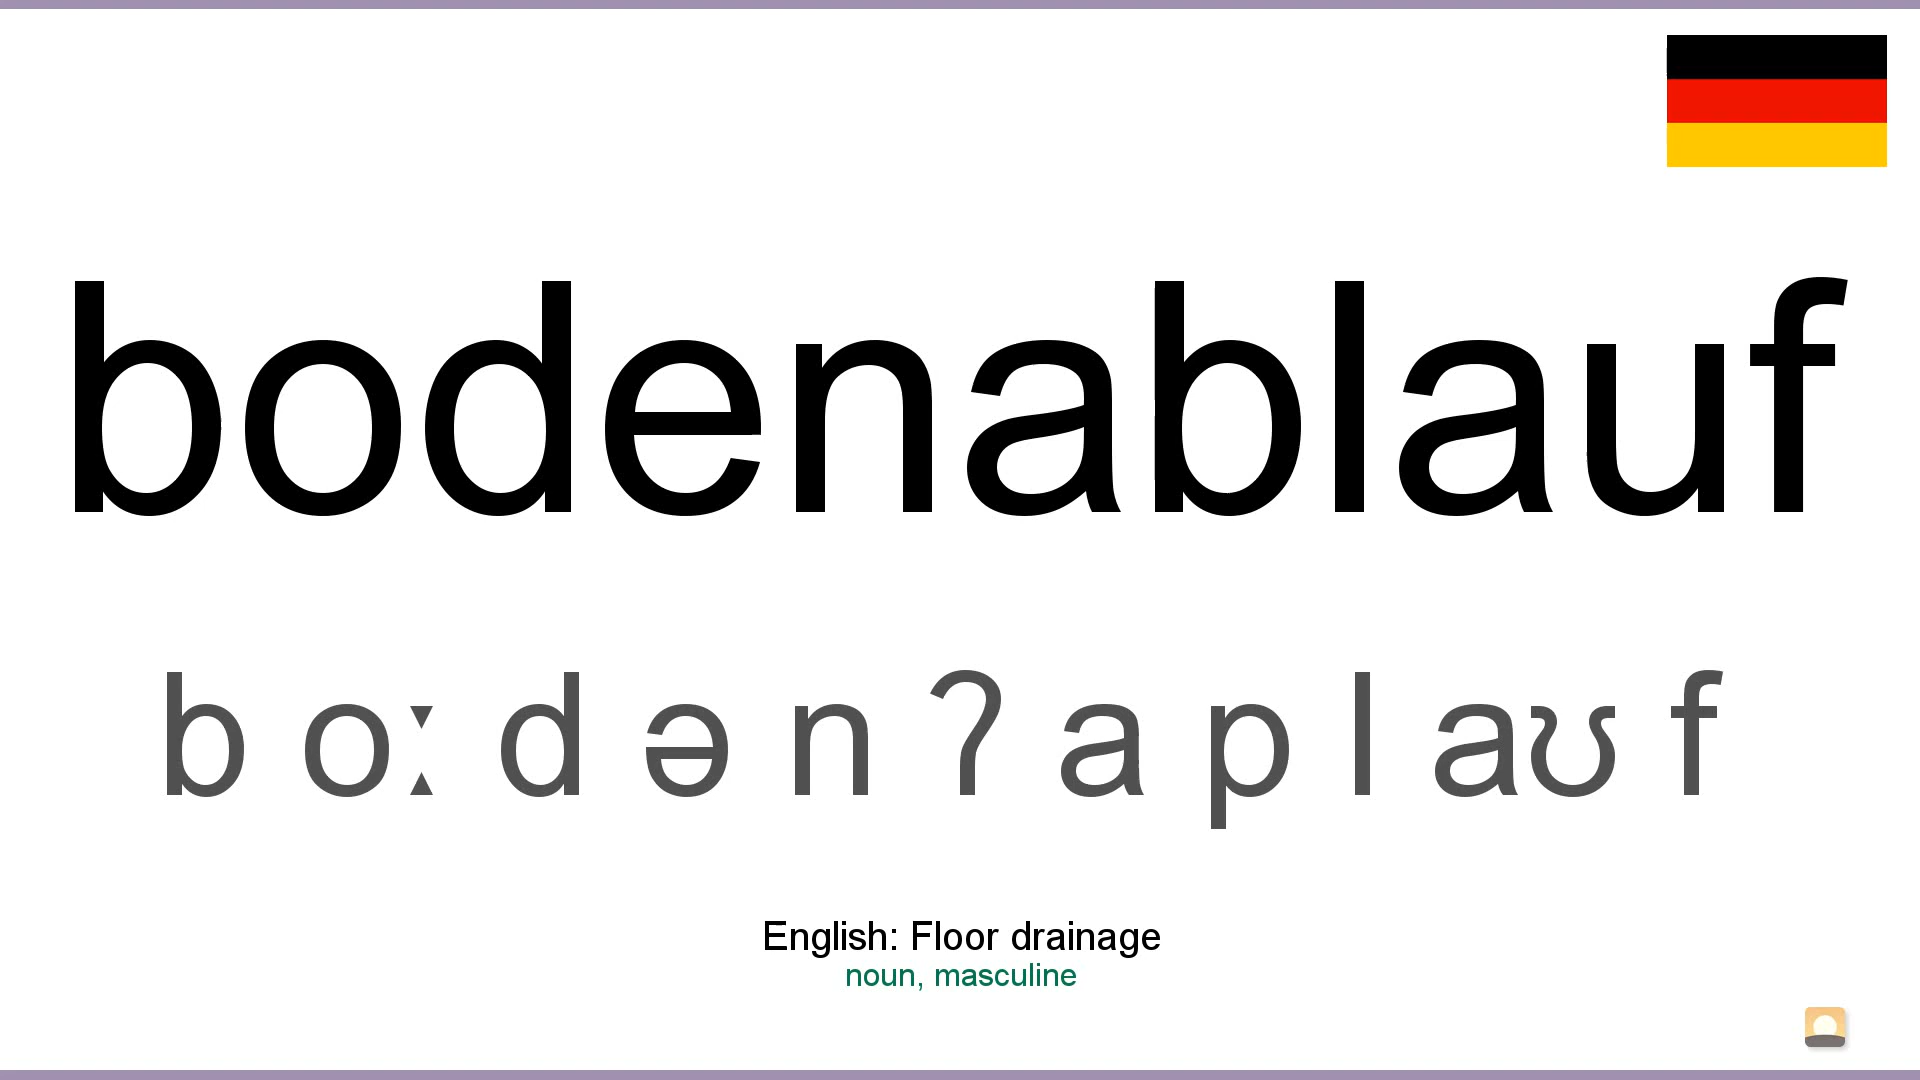 bodenablauf
b oː d ə n ʔ a p l aʊ f
English: Floor drainage
noun, masculine